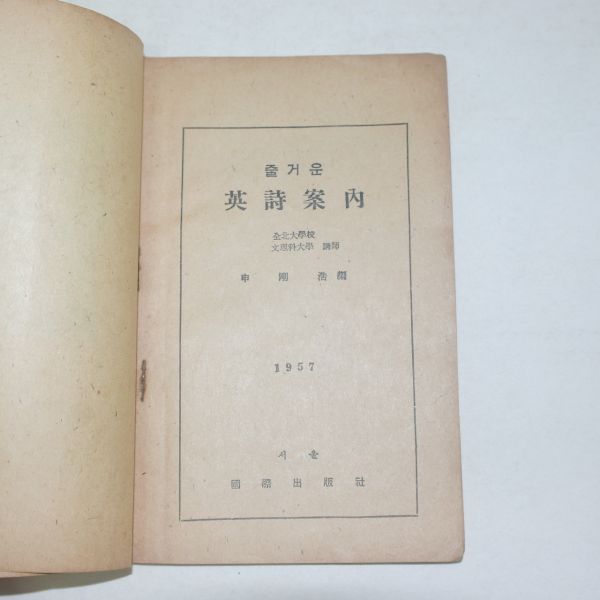 즐거운
英詩案內
全北大學校
文理科大學 講師
申 剛 浩 編
1957
서 울
國際出版社